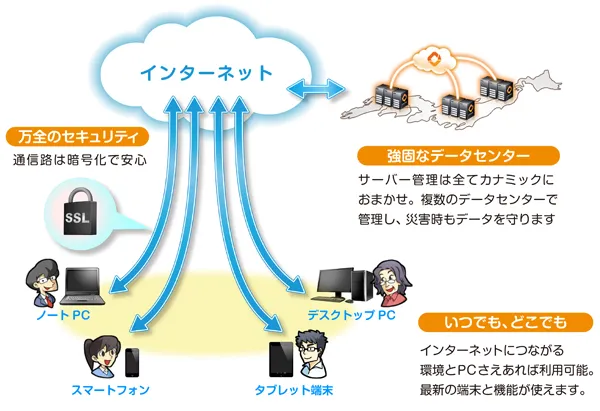 インターネット
万全のセキュリティ
通信路は暗号化で安心
SSL
強固なデータセンター
サーバー管理は全てカナミックに
おまかせ。複数のデータセンターで
管理し、災害時もデータを守ります
ノートPC
デスクトップPC
スマートフォン
タブレット端末
いつでも、どこでも
インターネットにつながる
環境とPCさえあれば利用可能。
最新の端末と機能が使えます。